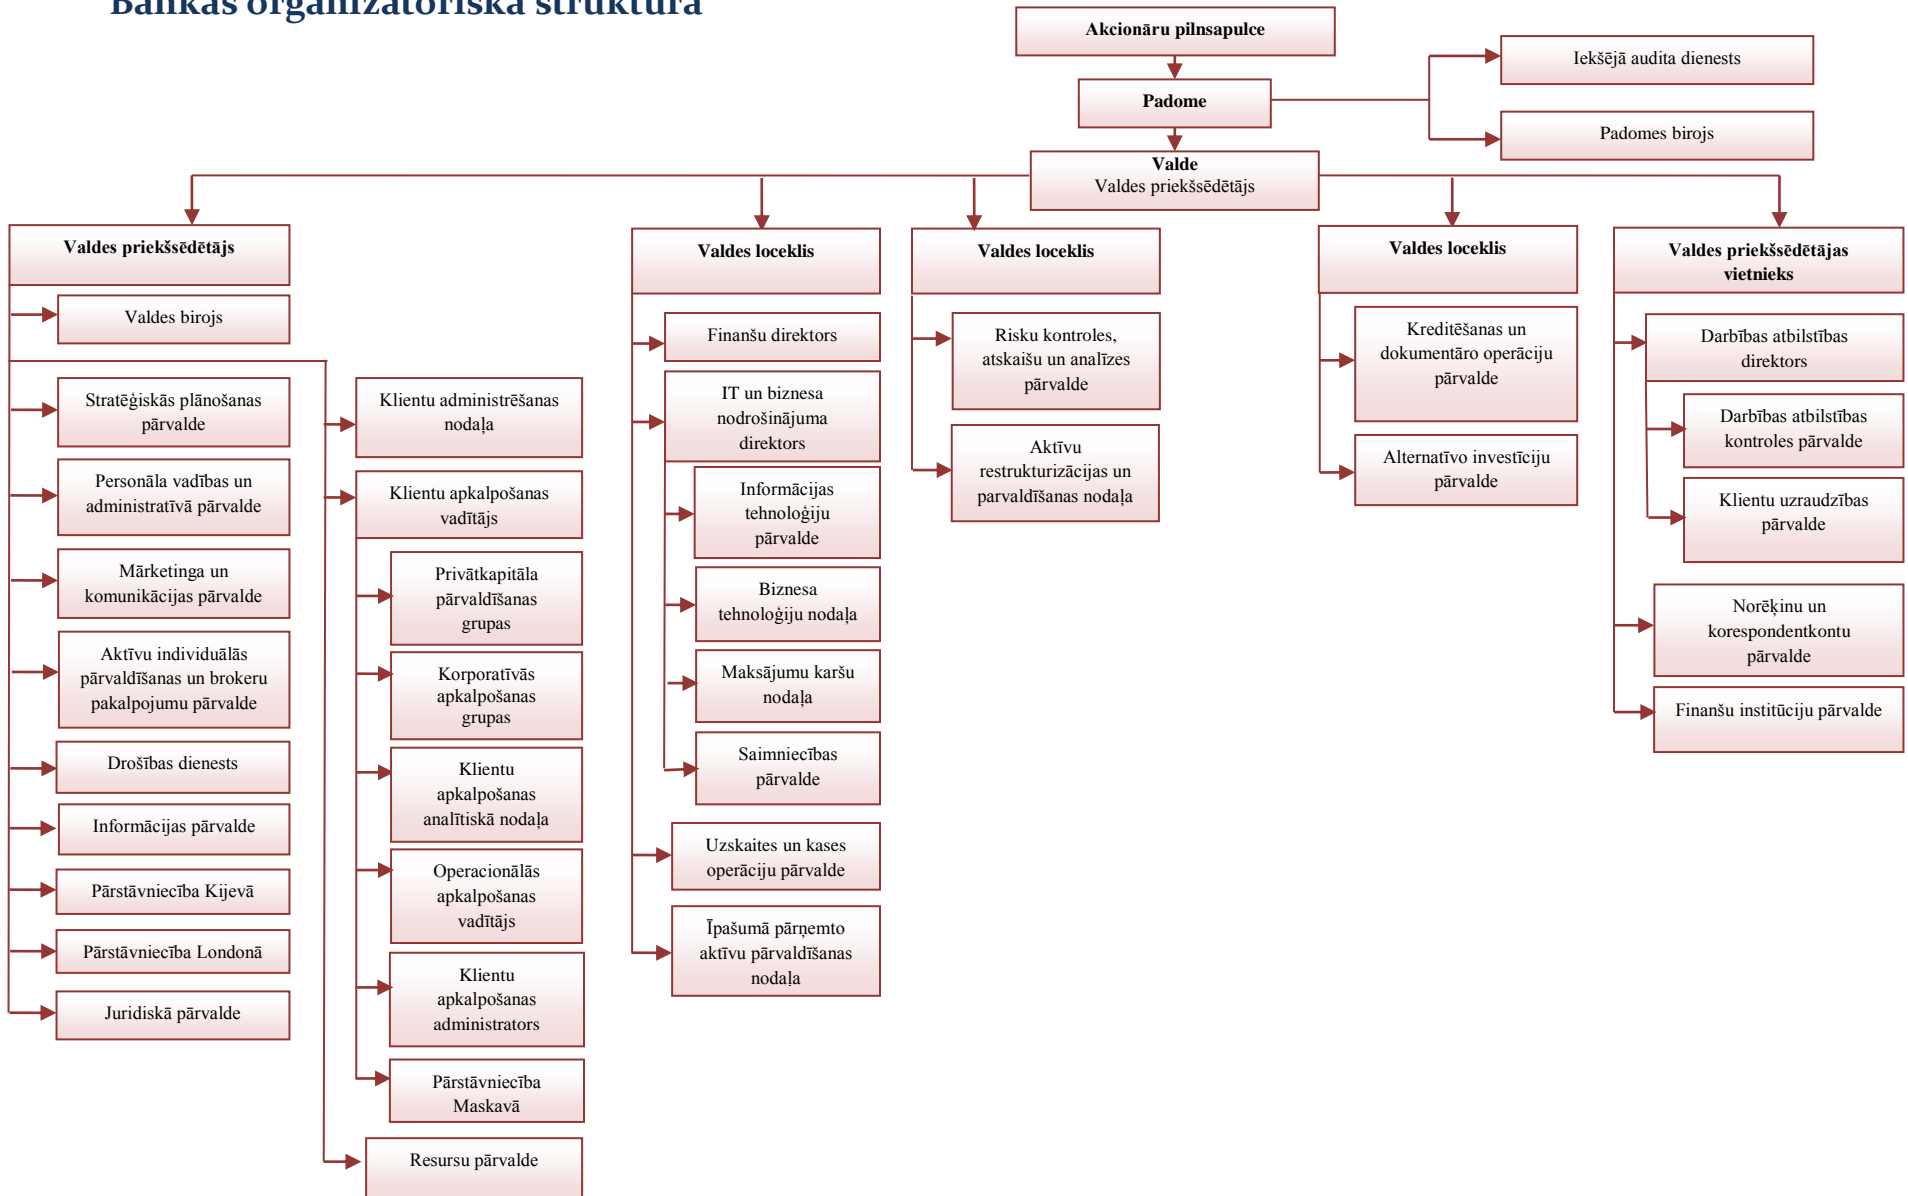 Bankas organizatoriskā struktūra
Akcionāru pilnsapulce
Padome
Iekšējā audita dienests
Padomes birojs
Valde
Valdes priekšsēdētājs
Valdes priekšsēdētājs
Valdes birojs
Stratēģiskās plānošanas
pārvalde
Personāla vadības un
administratīvā pārvalde
Mārketinga un
komunikācijas pārvalde
Aktīvu individuālās
pārvaldīšanas un brokeru
pakalpojumu pārvalde
Drošības dienests
Informācijas pārvalde
Pārstāvniecība Kijevā
Pārstāvniecība Londonā
Juridiskā pārvalde
Klientu administrēšanas
nodaļa
Klientu apkalpošanas
vadītājs
Privātkapitāla
pārvaldīšanas
grupas
Korporatīvās
apkalpošanas
grupas
Klientu
apkalpošanas
analītiskā nodaļa
Operacionālās
apkalpošanas
vadītājs
Klientu
apkalpošanas
administrators
Pārstāvniecība
Maskavā
Resursu pārvalde
Valdes loceklis
Finanšu direktors
IT un biznesa
nodrošinājuma
direktors
Informācijas
tehnoloģiju
pārvalde
Biznesa
tehnoloģiju nodaļa
Maksājumu karšu
nodaļa
Saimniecības
pārvalde
Uzskaites un kases
operāciju pārvalde
Īpašumā pārņemto
aktīvu pārvaldīšanas
nodaļa
Valdes loceklis
Risku kontroles,
atskaišu un analīzes
pārvalde
Aktīvu
restrukturizācijas un
parvaldīšanas nodaļa
Valdes loceklis
Kreditēšanas un
dokumentāro operāciju
pārvalde
Alternatīvo investīciju
pārvalde
Valdes priekšsēdētājas
vietnieks
Darbības atbilstības
direktors
Darbības atbilstības
kontroles pārvalde
Klientu uzraudzības
pārvalde
Norēķinu un
korespondentkontu
pārvalde
Finanšu institūciju pārvalde